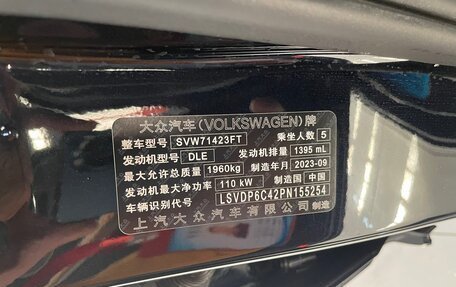 大众汽车(VOLKSWAGEN)牌
整车型号 SVW71423FT 乘坐人数 5
发动机型号 DLE 发动机排量 1395 mL
最大允许总质量 1960kg 制造年月 2023-09
发动机最大净功率 110 kW 制造国 中国
车辆识别代号 LSVDP6C42PN155254
上汽大众汽车有限公司 制造